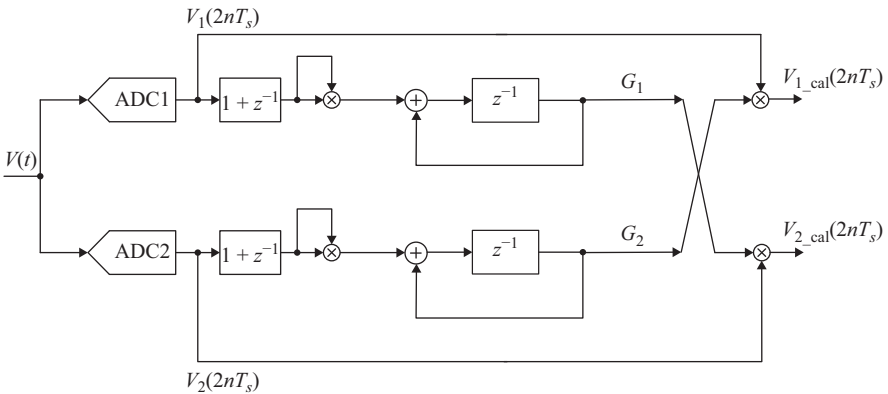 V₁(2nTₛ)
ADC1
1 + z⁻¹
×
+
z⁻¹
G₁
×
V₁_cal(2nTₛ)
V(t)
ADC2
1 + z⁻¹
×
+
z⁻¹
G₂
×
V₂_cal(2nTₛ)
V₂(2nTₛ)